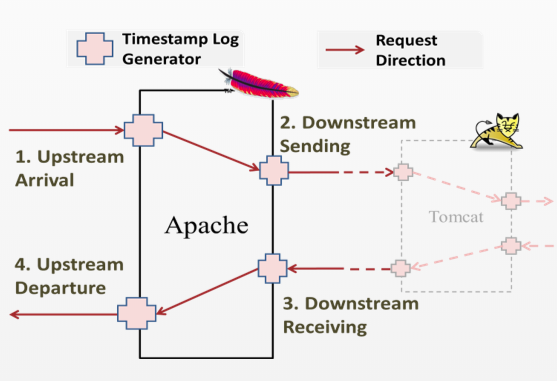 Timestamp Log
Generator
Request
Direction
1. Upstream
Arrival
2. Downstream
Sending
Apache
Tomcat
4. Upstream
Departure
3. Downstream
Receiving